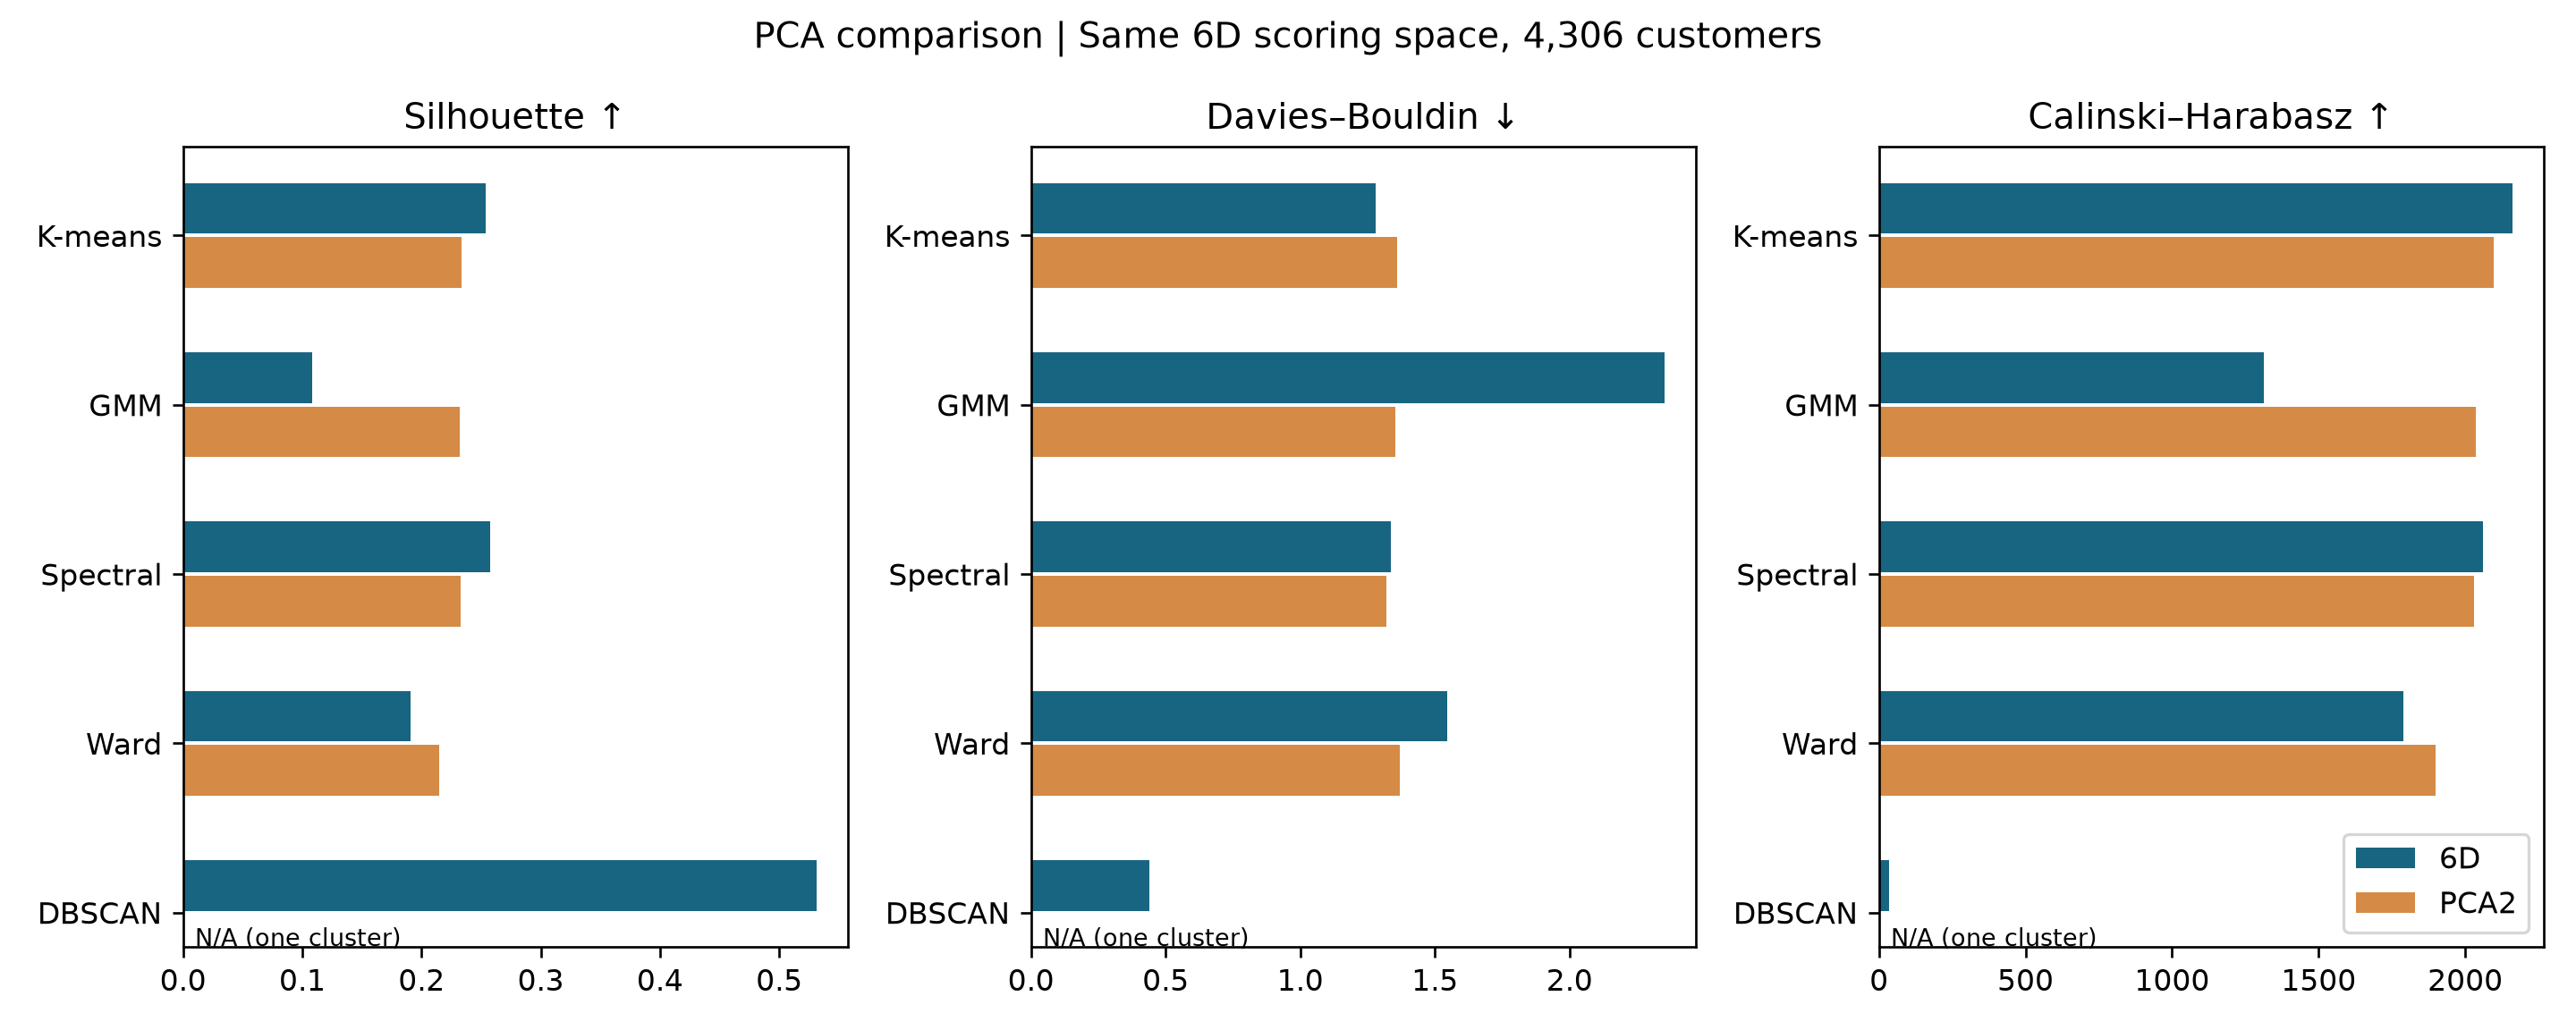 PCA comparison | Same 6D scoring space, 4,306 customers
Silhouette ↑
K-means
GMM
Spectral
Ward
DBSCAN
N/A (one cluster)
0.0 0.1 0.2 0.3 0.4 0.5
Davies–Bouldin ↓
K-means
GMM
Spectral
Ward
DBSCAN
N/A (one cluster)
0.0 0.5 1.0 1.5 2.0
Calinski–Harabasz ↑
K-means
GMM
Spectral
Ward
DBSCAN
N/A (one cluster)
6D
PCA2
0 500 1000 1500 2000